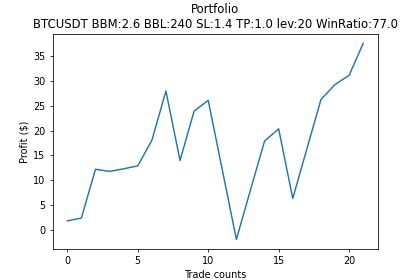 Portfolio
BTCUSDT BBM:2.6 BBL:240 SL:1.4 TP:1.0 lev:20 WinRatio:77.0
35
30
25
20
15
10
5
0
Profit ($)
0 5 10 15 20
Trade counts